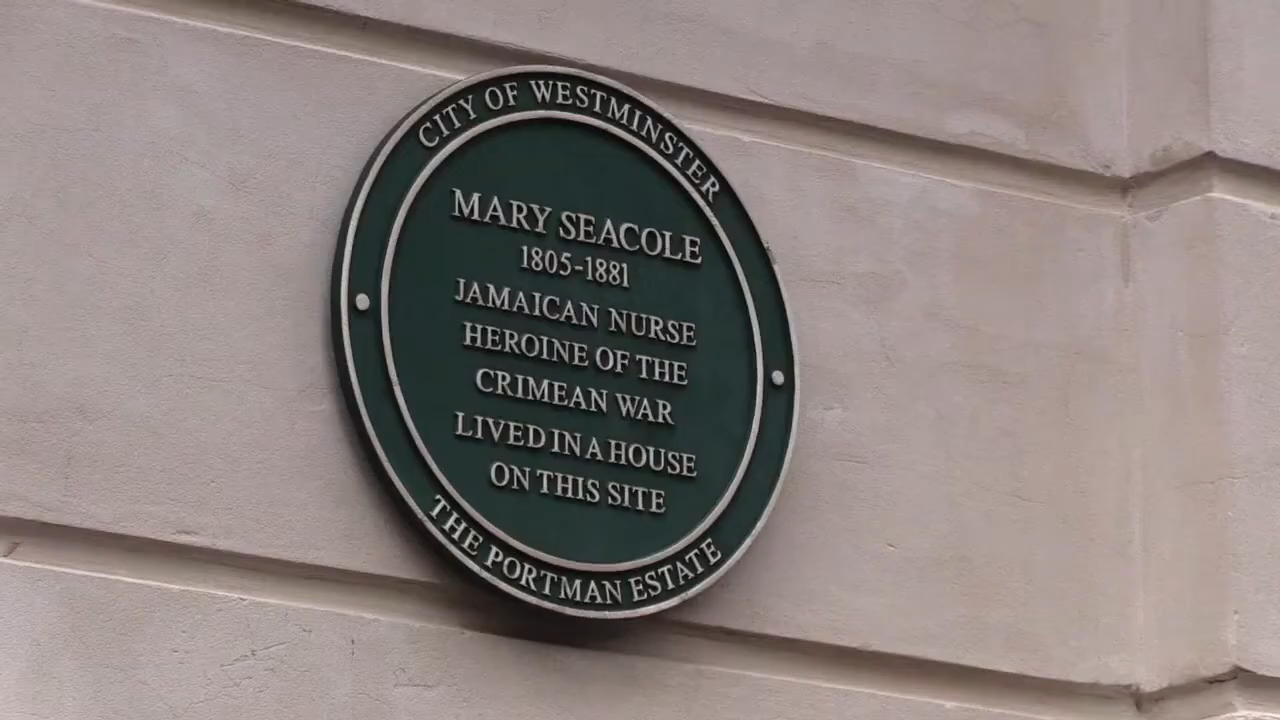 CITY OF WESTMINSTER
MARY SEACOLE
1805-1881
JAMAICAN NURSE
HEROINE OF THE
CRIMEAN WAR
LIVED IN A HOUSE
ON THIS SITE
THE PORTMAN ESTATE